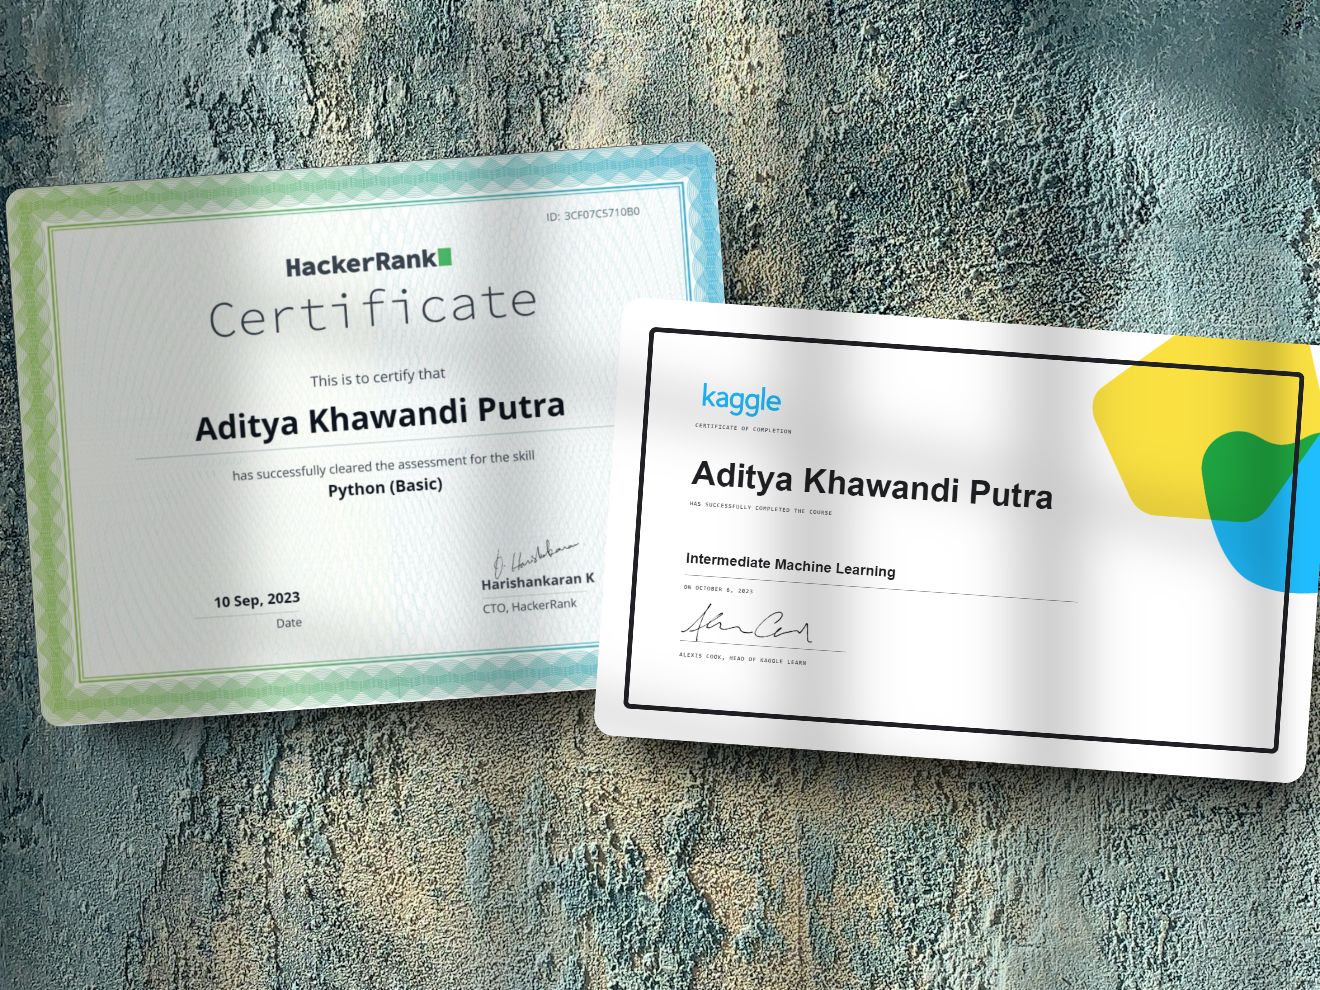 ID: 3CF07C5710B0
HackerRank
Certificate
This is to certify that
Aditya Khawandi Putra
has successfully cleared the assessment for the skill
Python (Basic)
10 Sep, 2023
Date
Harishankaran K
CTO, HackerRank
kaggle
CERTIFICATE OF COMPLETION
Aditya Khawandi Putra
HAS SUCCESSFULLY COMPLETED THE COURSE
Intermediate Machine Learning
ON OCTOBER 6, 2023
ALEXIS COOK, HEAD OF KAGGLE LEARN